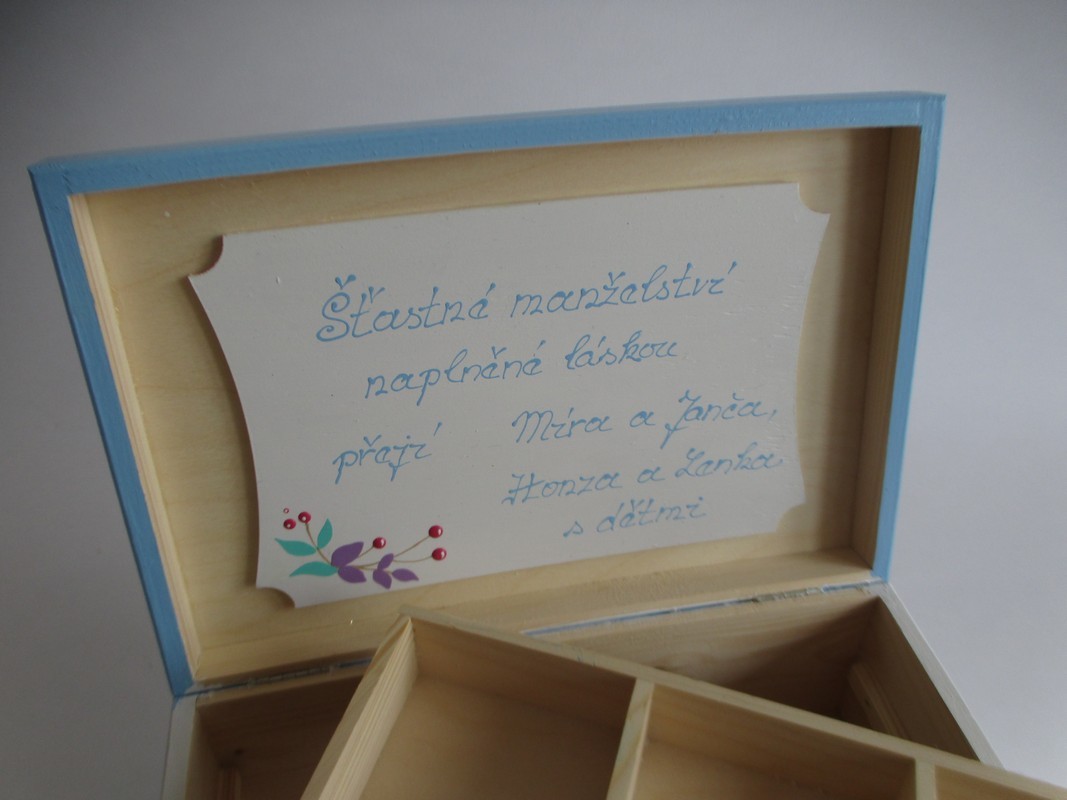 Šťastné manželství
naplněné láskou
přejí Míra a Janča,
Honza a Lenka
s dětmi